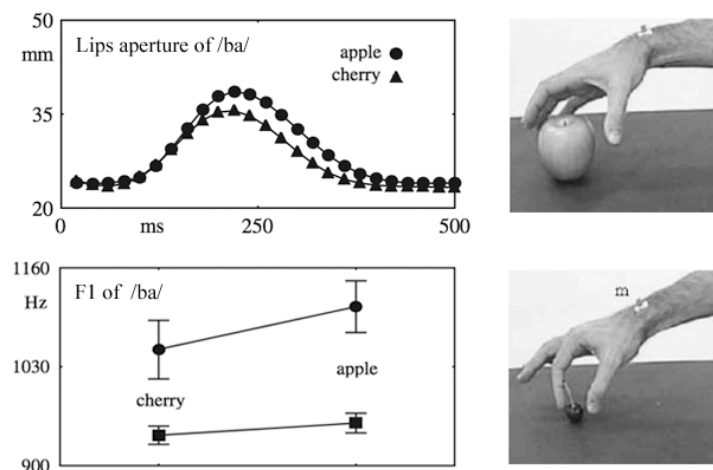 50
mm
Lips aperture of /ba/
apple
cherry
35
20
0
ms
250
500
1160
Hz
F1 of /ba/
m
1030
apple
cherry
900